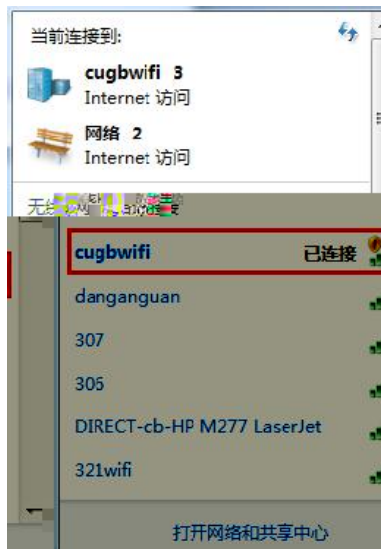 当前连接到:
cugbwifi 3
Internet 访问
网络 2
Internet 访问
cugbwifi 已连接
danganguan
307
306
DIRECT-cb-HP M277 LaserJet
321wifi
打开网络和共享中心